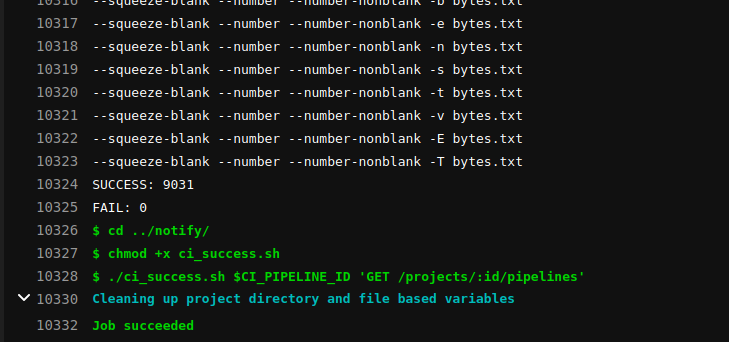 10316 --squeeze-blank --number --number-nonblank -b bytes.txt
10317 --squeeze-blank --number --number-nonblank -e bytes.txt
10318 --squeeze-blank --number --number-nonblank -n bytes.txt
10319 --squeeze-blank --number --number-nonblank -s bytes.txt
10320 --squeeze-blank --number --number-nonblank -t bytes.txt
10321 --squeeze-blank --number --number-nonblank -v bytes.txt
10322 --squeeze-blank --number --number-nonblank -E bytes.txt
10323 --squeeze-blank --number --number-nonblank -T bytes.txt
10324 SUCCESS: 9031
10325 FAIL: 0
10326 $ cd ../notify/
10327 $ chmod +x ci_success.sh
10328 $ ./ci_success.sh $CI_PIPELINE_ID 'GET /projects/:id/pipelines'
10330 Cleaning up project directory and file based variables
10332 Job succeeded